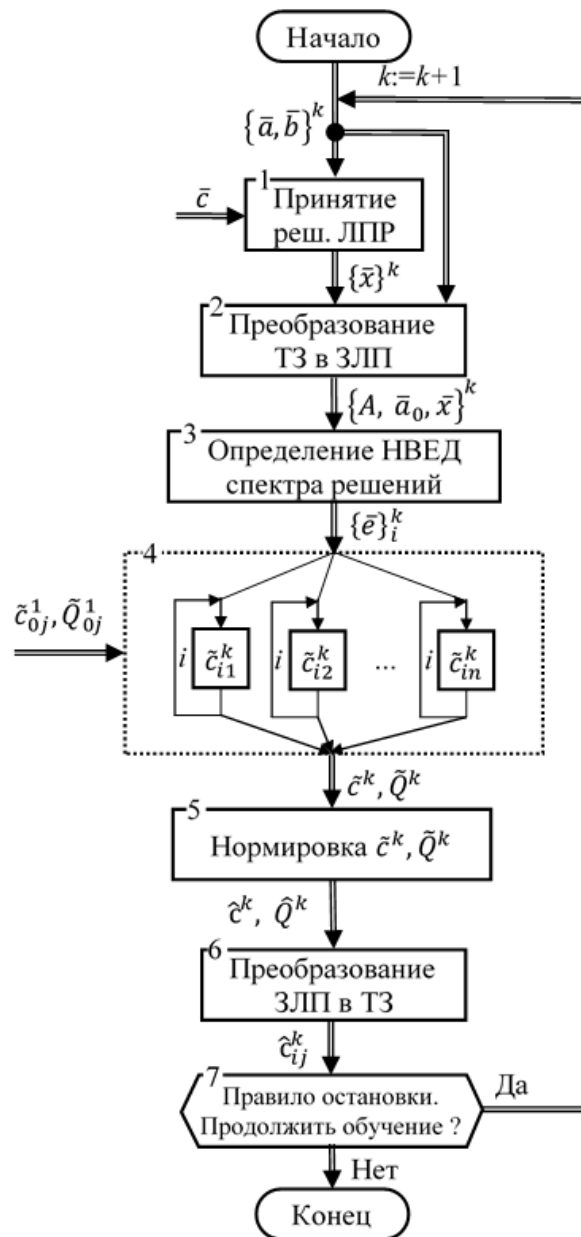 Начало
k:=k+1
{a̅, b̅}^k
c̅
1
Принятие
реш. ЛПР
{x̅}^k
2
Преобразование
ТЗ в ЗЛП
{A, a̅₀, x̅}^k
3
Определение НВЕД
спектра решений
{e̅}_i^k
4
c̃_{0j}^1, Q̃_{0j}^1
i c̃_{i1}^k i c̃_{i2}^k ... i c̃_{in}^k
c̃^k, Q̃^k
5
Нормировка c̃^k, Q̃^k
ĉ^k, Q̂^k
6
Преобразование
ЗЛП в ТЗ
ĉ_{ij}^k
7
Правило остановки.
Продолжить обучение ?
Да
Нет
Конец